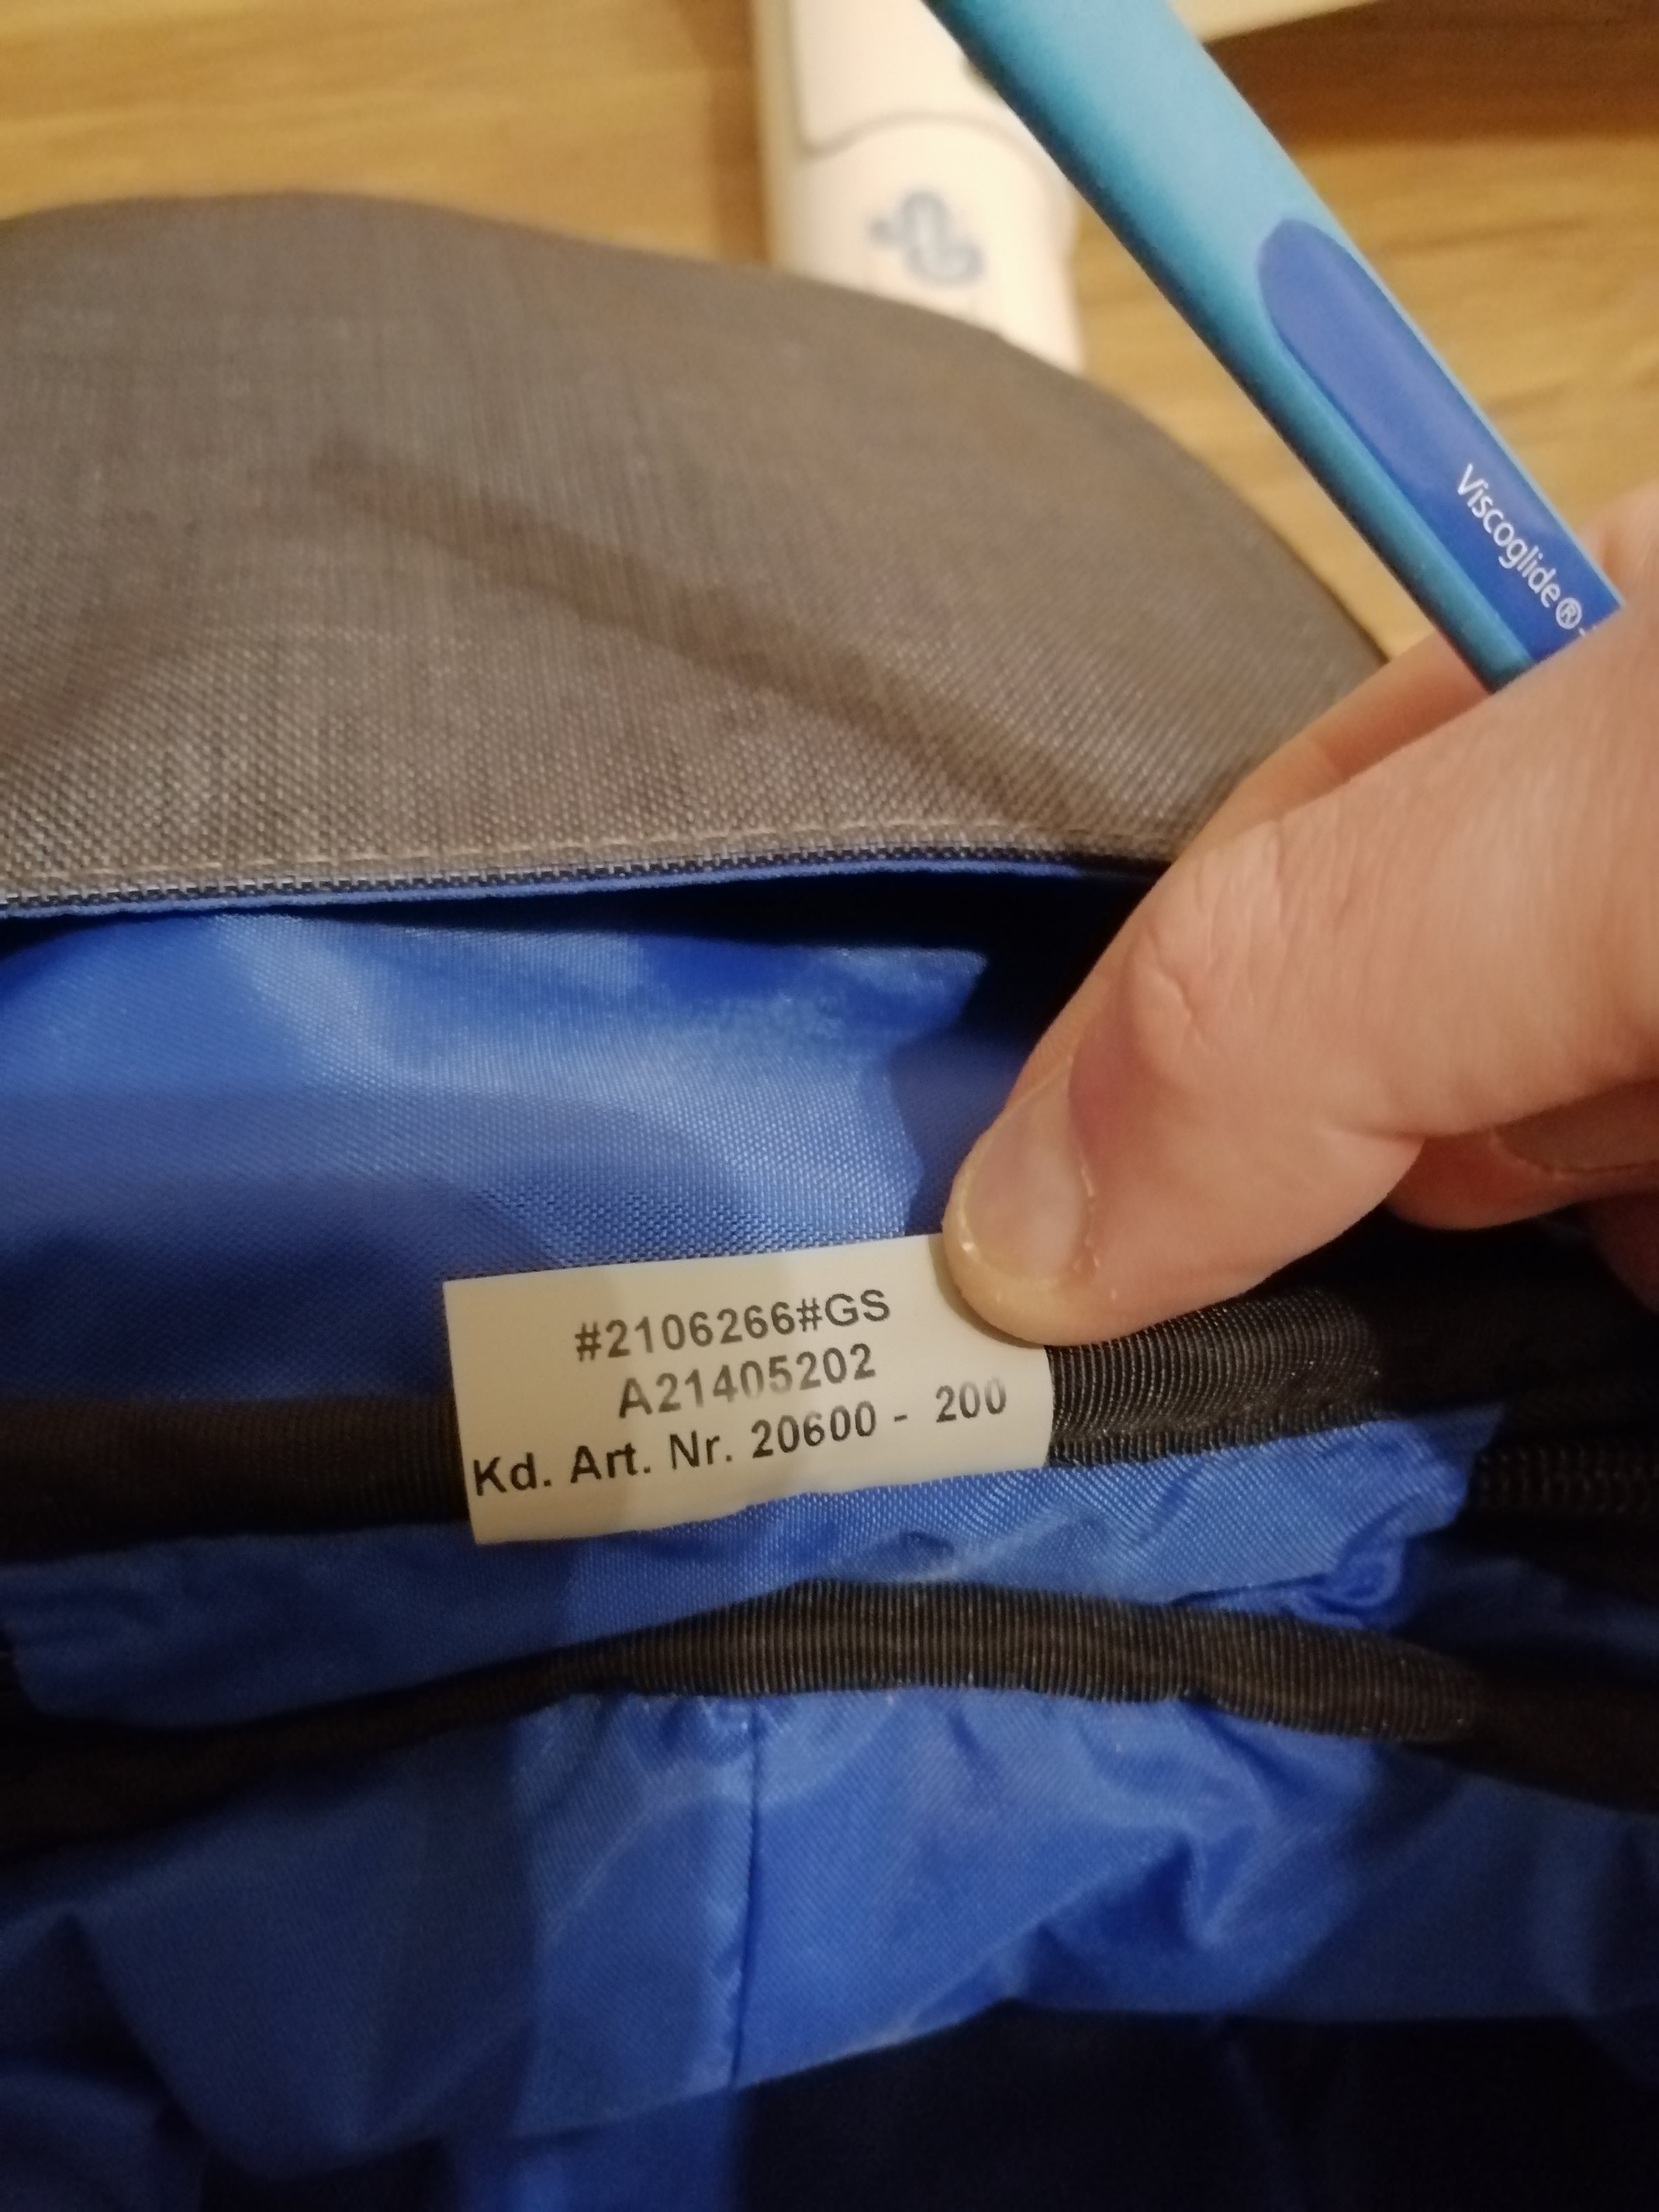 Viscoglide®
#2106266#GS
A21405202
Kd. Art. Nr. 20600 - 200